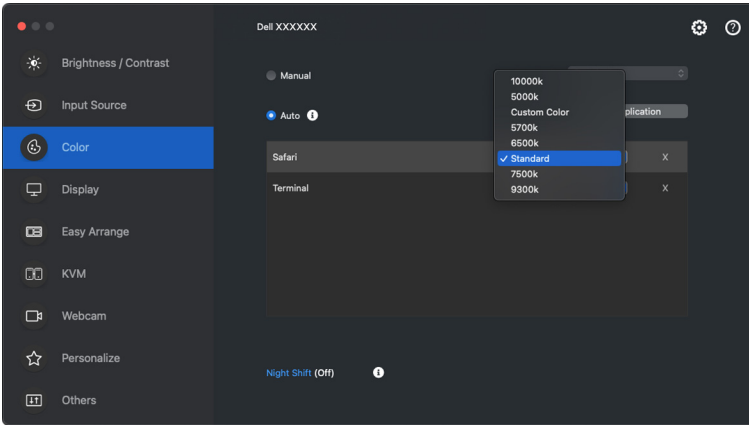 Dell XXXXXX
Brightness / Contrast
Input Source
Color
Display
Easy Arrange
KVM
Webcam
Personalize
Others
Manual
Auto
Safari
X
Terminal
X
10000k
5000k
Custom Color
5700k
6500k
Standard
7500k
9300k
Night Shift (Off)